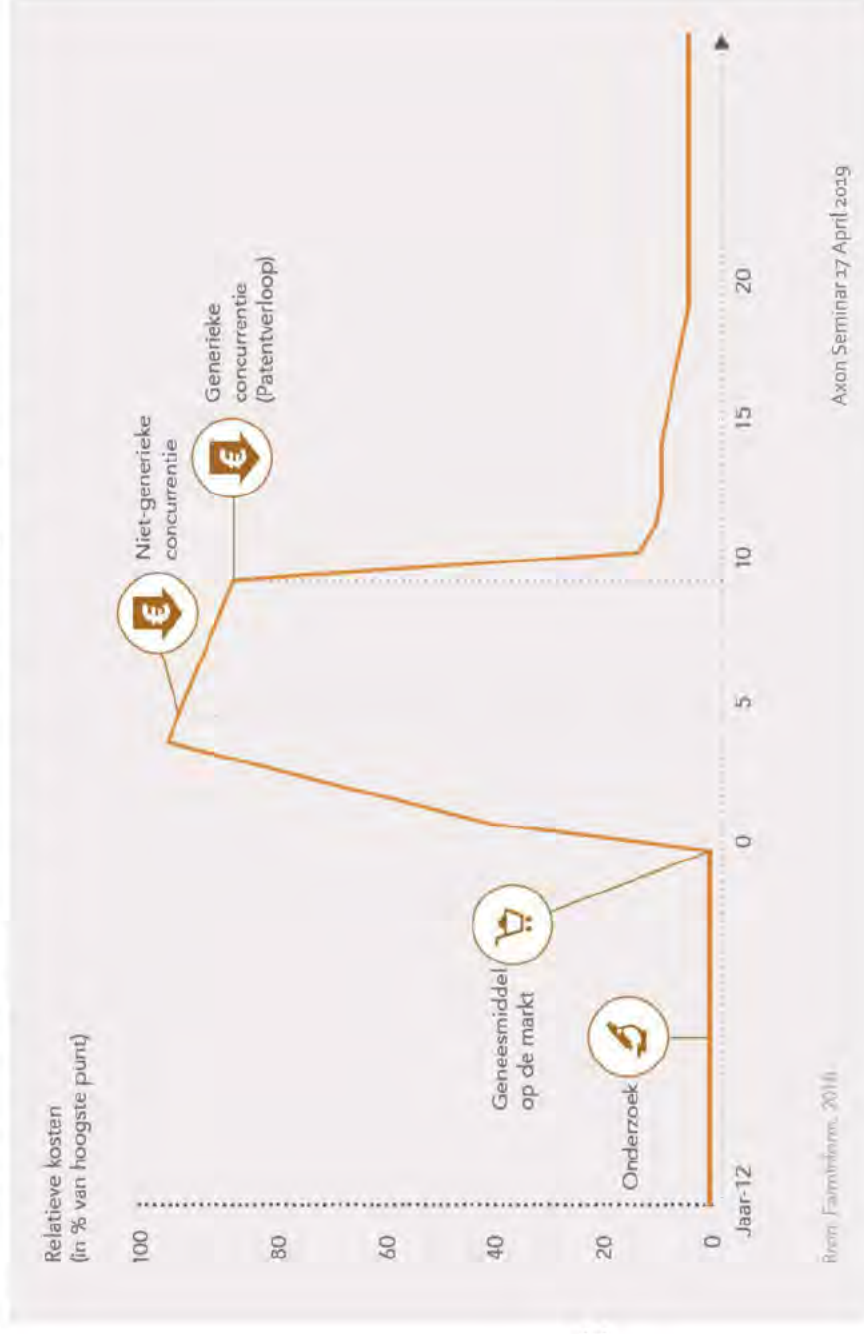 Relatieve kosten
(in % van hoogste punt)
100
80
60
40
20
0
Niet-generieke
concurrentie
Generieke
concurrentie
(Patentverloop)
Geneesmiddel
op de markt
Onderzoek
Jaar-12
0
5
10
15
20
2018
Axon Seminar 17 April 2019